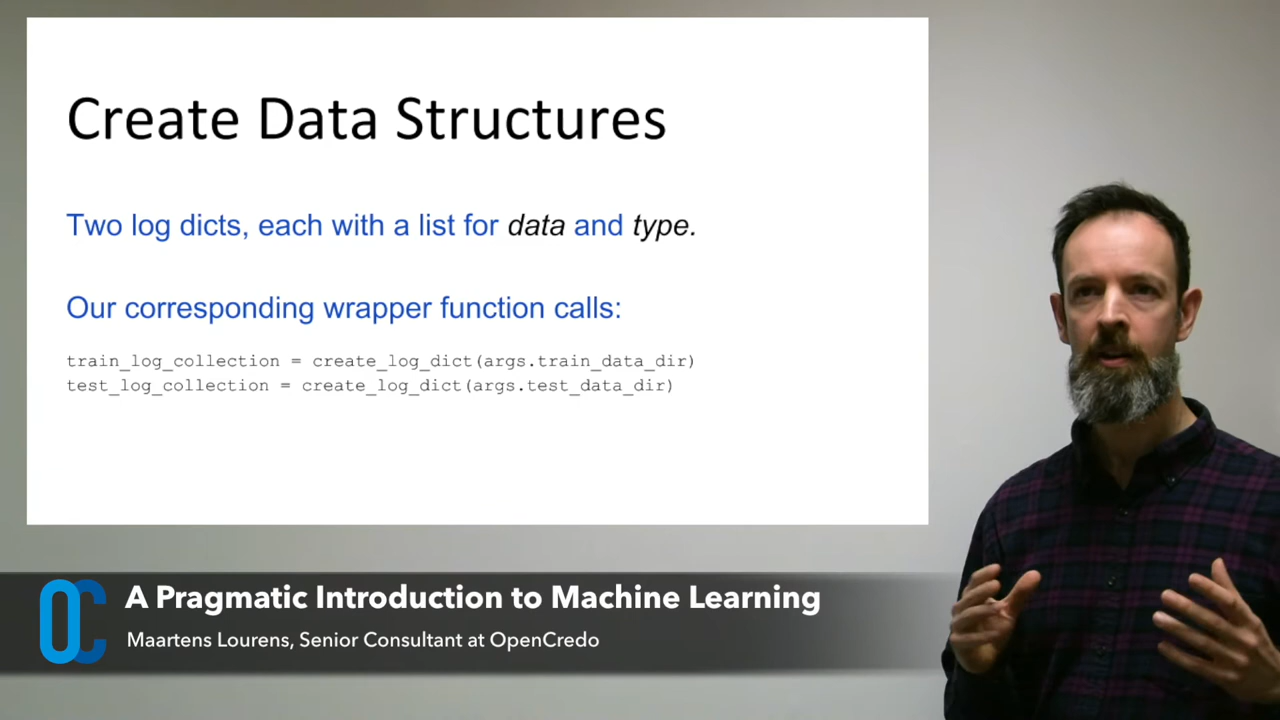 Create Data Structures
Two log dicts, each with a list for data and type.
Our corresponding wrapper function calls:
train_log_collection = create_log_dict(args.train_data_dir)
test_log_collection = create_log_dict(args.test_data_dir)
OC
A Pragmatic Introduction to Machine Learning
Maartens Lourens, Senior Consultant at OpenCredo